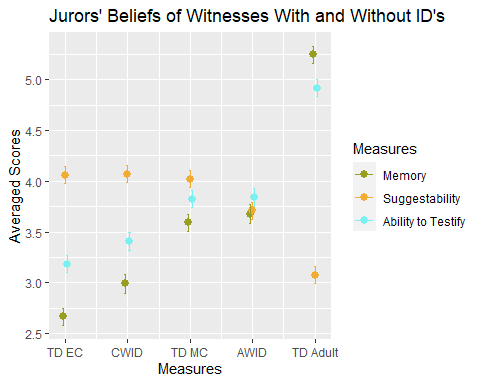 Jurors' Beliefs of Witnesses With and Without ID's
Averaged Scores
5.0
4.5
4.0
3.5
3.0
2.5
TD EC
CWID
TD MC
AWID
TD Adult
Measures
Measures
Memory
Suggestability
Ability to Testify